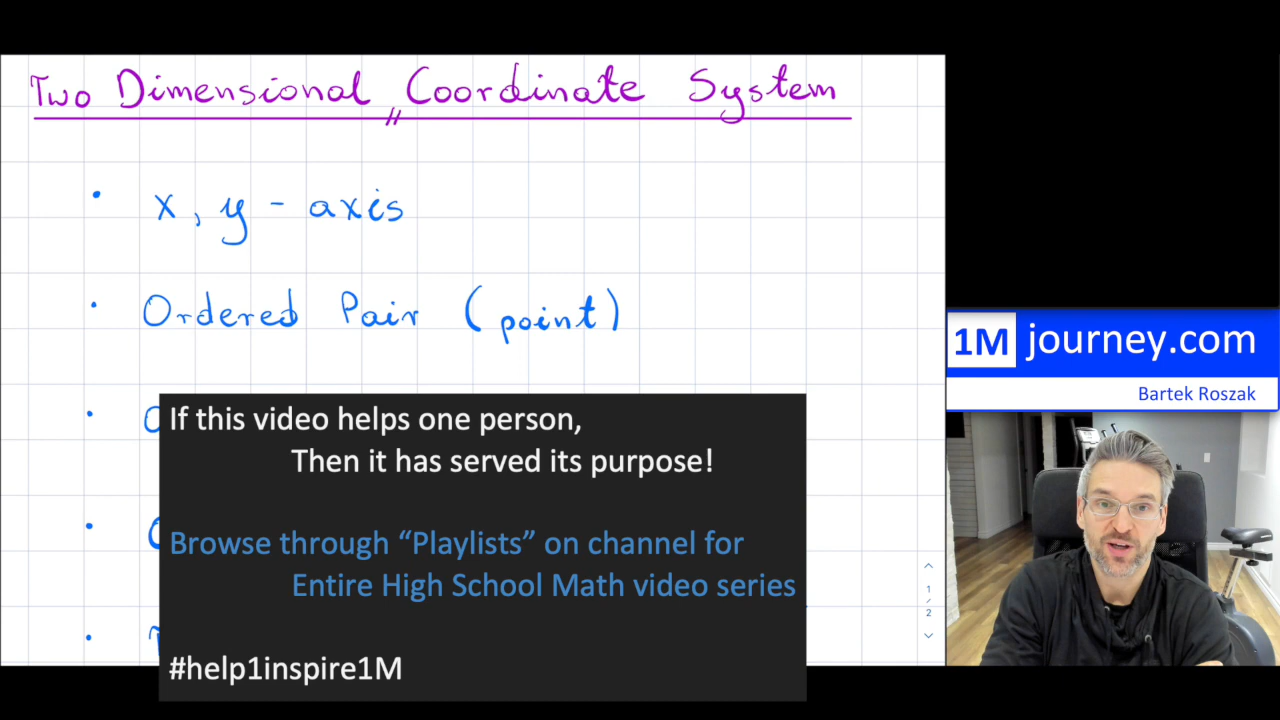 Two Dimensional Coordinate System
• x, y - axis
• Ordered Pair (point)
If this video helps one person,
Then it has served its purpose!
Browse through “Playlists” on channel for
Entire High School Math video series
#help1inspire1M
1M journey.com
Bartek Roszak
1
/
2